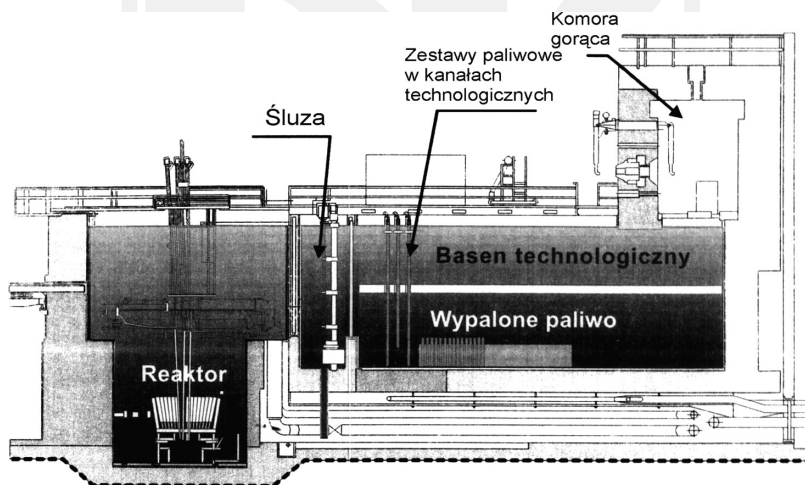 Komora
gorąca
Zestawy paliwowe
w kanałach
technologicznych
Śluza
Basen technologiczny
Wypalone paliwo
Reaktor